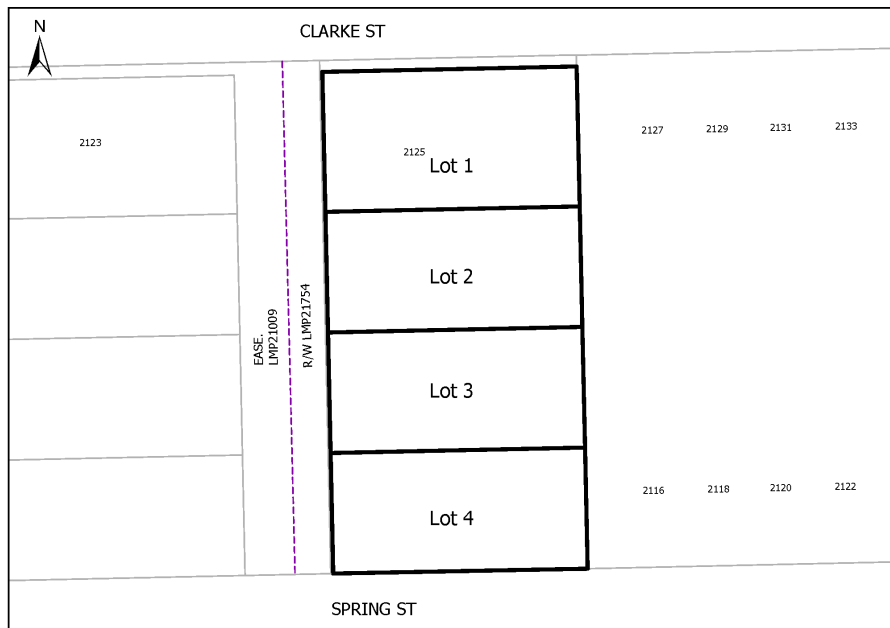 N
CLARKE ST
2123
2125
Lot 1
2127
2129
2131
2133
Lot 2
EASE.
LMP21009
R/W LMP21754
Lot 3
Lot 4
2116
2118
2120
2122
SPRING ST